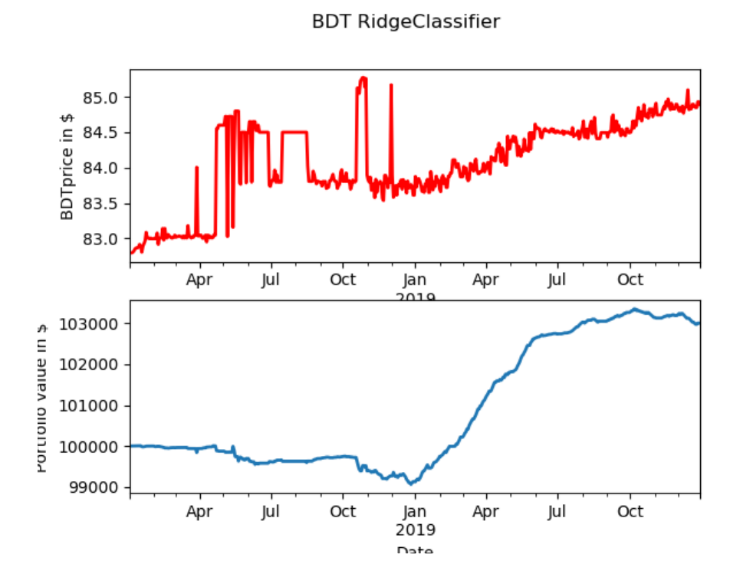 BDT RidgeClassifier
BDTprice in $
85.0
84.5
84.0
83.5
83.0
Apr Jul Oct Jan Apr Jul Oct
2019
Portfolio value in $
103000
102000
101000
100000
99000
Apr Jul Oct Jan Apr Jul Oct
2019
Date